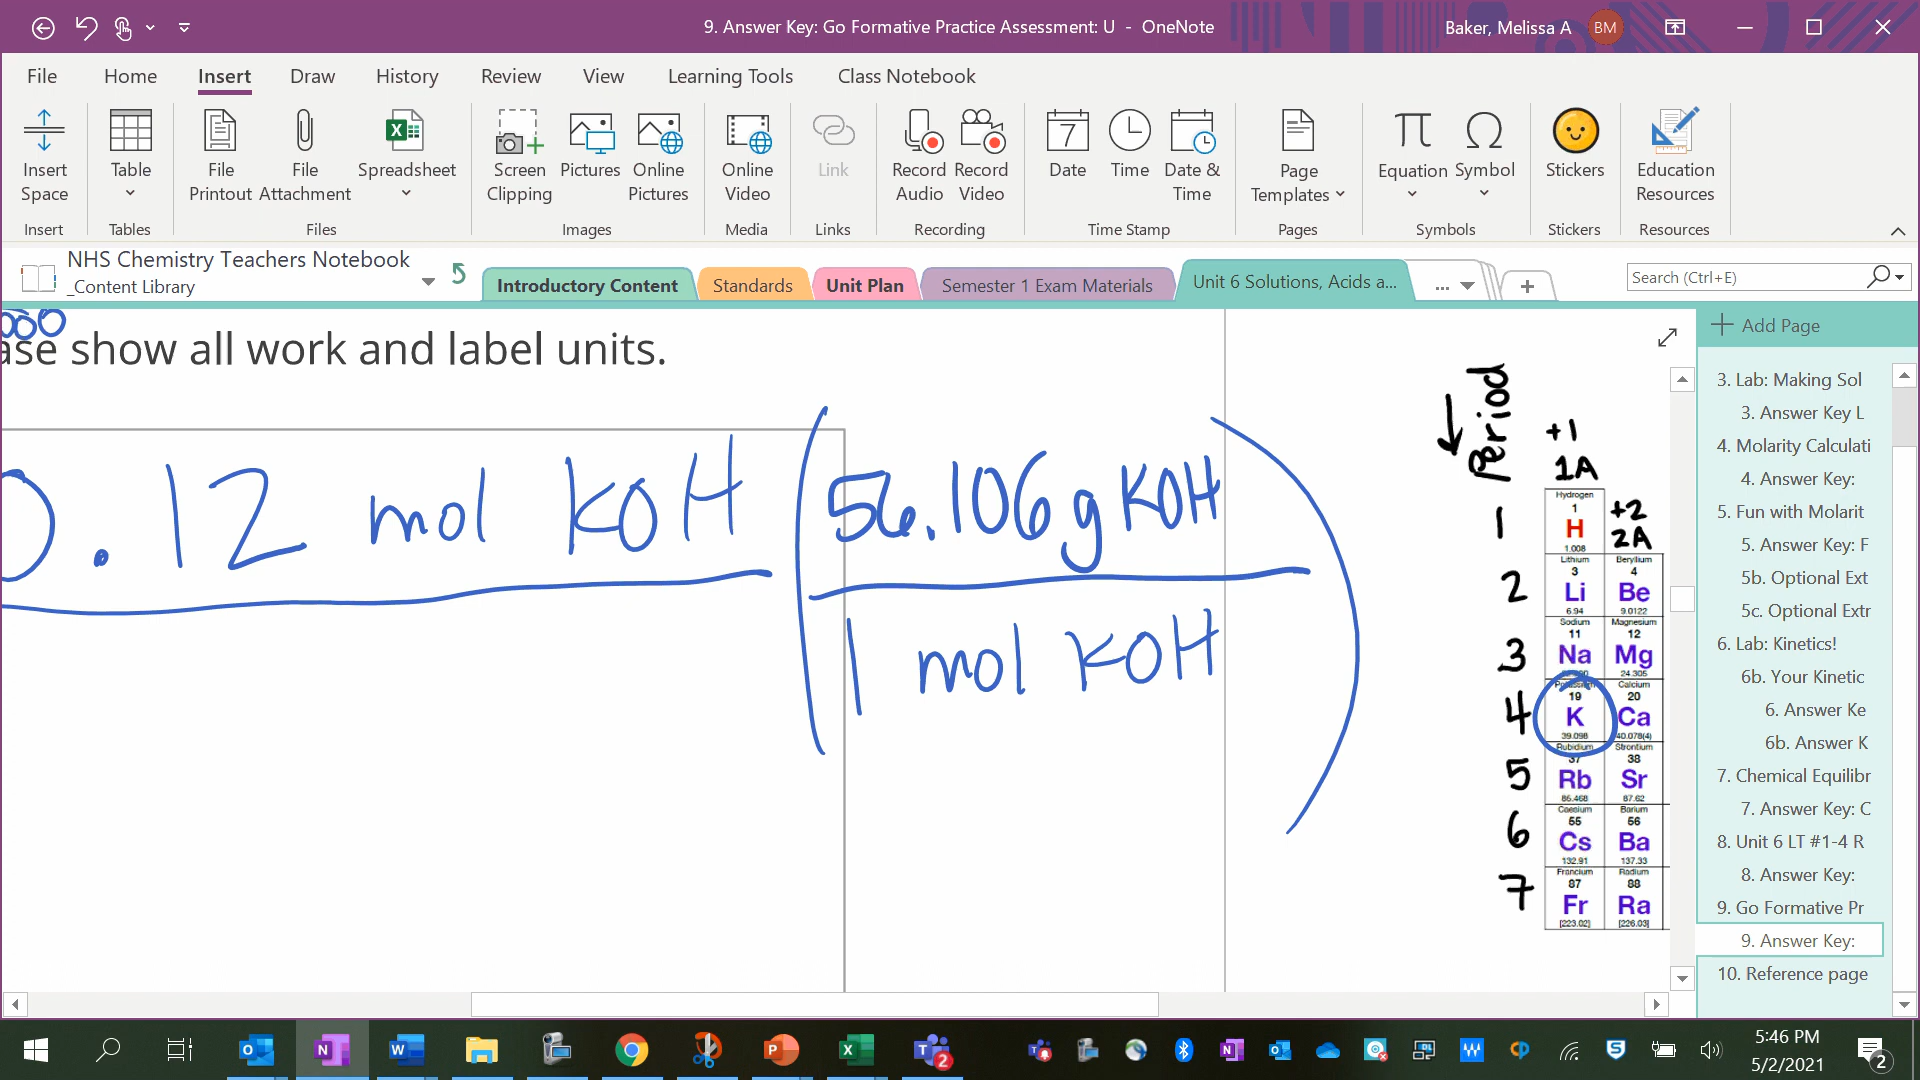 9. Answer Key: Go Formative Practice Assessment: U - OneNote
Baker, Melissa A BM
File Home Insert Draw History Review View Learning Tools Class Notebook
Insert Space
Table
File Printout
File Attachment
Spreadsheet
Screen Clipping
Pictures
Online Pictures
Online Video
Link
Record Audio
Record Video
7
Date
Time
Date & Time
Page Templates
π
Equation
Ω
Symbol
Stickers
Education Resources
Insert Tables Files Images Media Links Recording Time Stamp Pages Symbols Stickers Resources
NHS Chemistry Teachers Notebook
_Content Library
Introductory Content
Standards
Unit Plan
Semester 1 Exam Materials
Unit 6 Solutions, Acids a...
...
+
Search (Ctrl+E)
ase show all work and label units.
0.12 mol KOH (56.106 g KOH
1 mol KOH)
Period
+1
1A
+2
2A
1
Hydrogen
1
H
1.008
2
Lithium Beryllium
3 4
Li Be
6.94 9.0122
3
Sodium Magnesium
11 12
Na Mg
24.305
4
Potassium Calcium
19 20
K Ca
39.098 40.078(4)
5
Rubidium Strontium
37 38
Rb Sr
85.468 87.62
6
Caesium Barium
55 56
Cs Ba
132.91 137.33
7
Francium Radium
87 88
Fr Ra
[223.02] [226.03]
Add Page
3. Lab: Making Sol
3. Answer Key L
4. Molarity Calculati
4. Answer Key:
5. Fun with Molarit
5. Answer Key: F
5b. Optional Ext
5c. Optional Extr
6. Lab: Kinetics!
6b. Your Kinetic
6. Answer Ke
6b. Answer K
7. Chemical Equilibr
7. Answer Key: C
8. Unit 6 LT #1-4 R
8. Answer Key:
9. Go Formative Pr
9. Answer Key:
10. Reference page
5:46 PM
5/2/2021
2